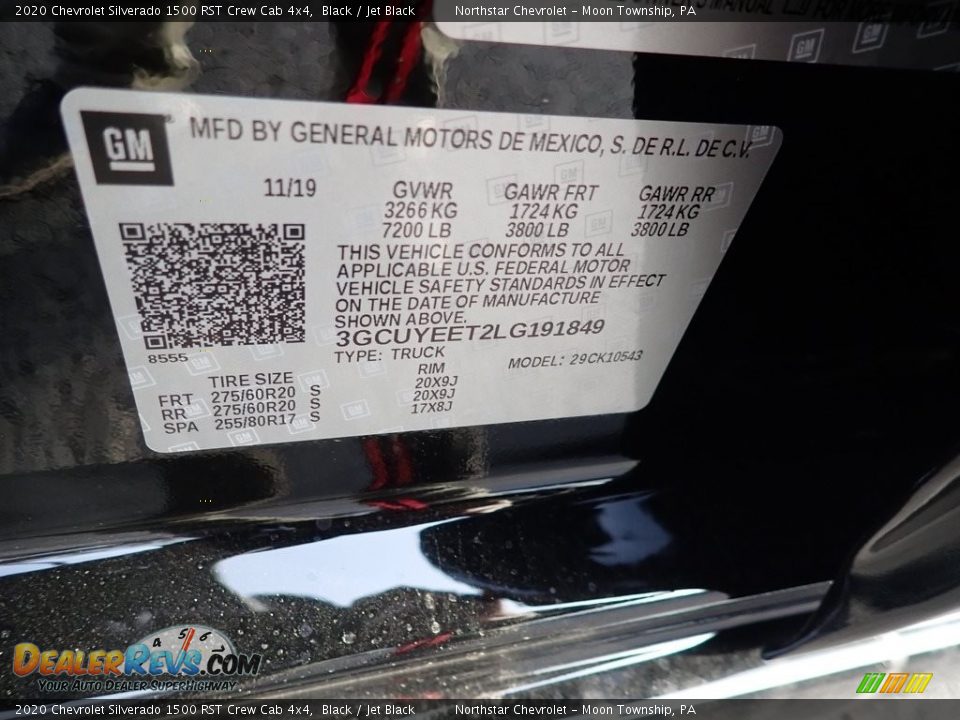 2020 Chevrolet Silverado 1500 RST Crew Cab 4x4, Black / Jet Black Northstar Chevrolet – Moon Township, PA
GM
MFD BY GENERAL MOTORS DE MEXICO, S. DE R.L. DE C.V.
11/19 GVWR GAWR FRT GAWR RR
3266 KG 1724 KG 1724 KG
7200 LB 3800 LB 3800 LB
THIS VEHICLE CONFORMS TO ALL
APPLICABLE U.S. FEDERAL MOTOR
VEHICLE SAFETY STANDARDS IN EFFECT
ON THE DATE OF MANUFACTURE
SHOWN ABOVE.
3GCUYEET2LG191849
8555 TYPE: TRUCK MODEL: 29CK10543
TIRE SIZE RIM
FRT 275/60R20 S 20X9J
RR 275/60R20 S 20X9J
SPA 255/80R17 S 17X8J
4 5 6
DEALERREVS.COM
YOUR AUTO DEALER SUPERHIGHWAY
2020 Chevrolet Silverado 1500 RST Crew Cab 4x4, Black / Jet Black Northstar Chevrolet – Moon Township, PA